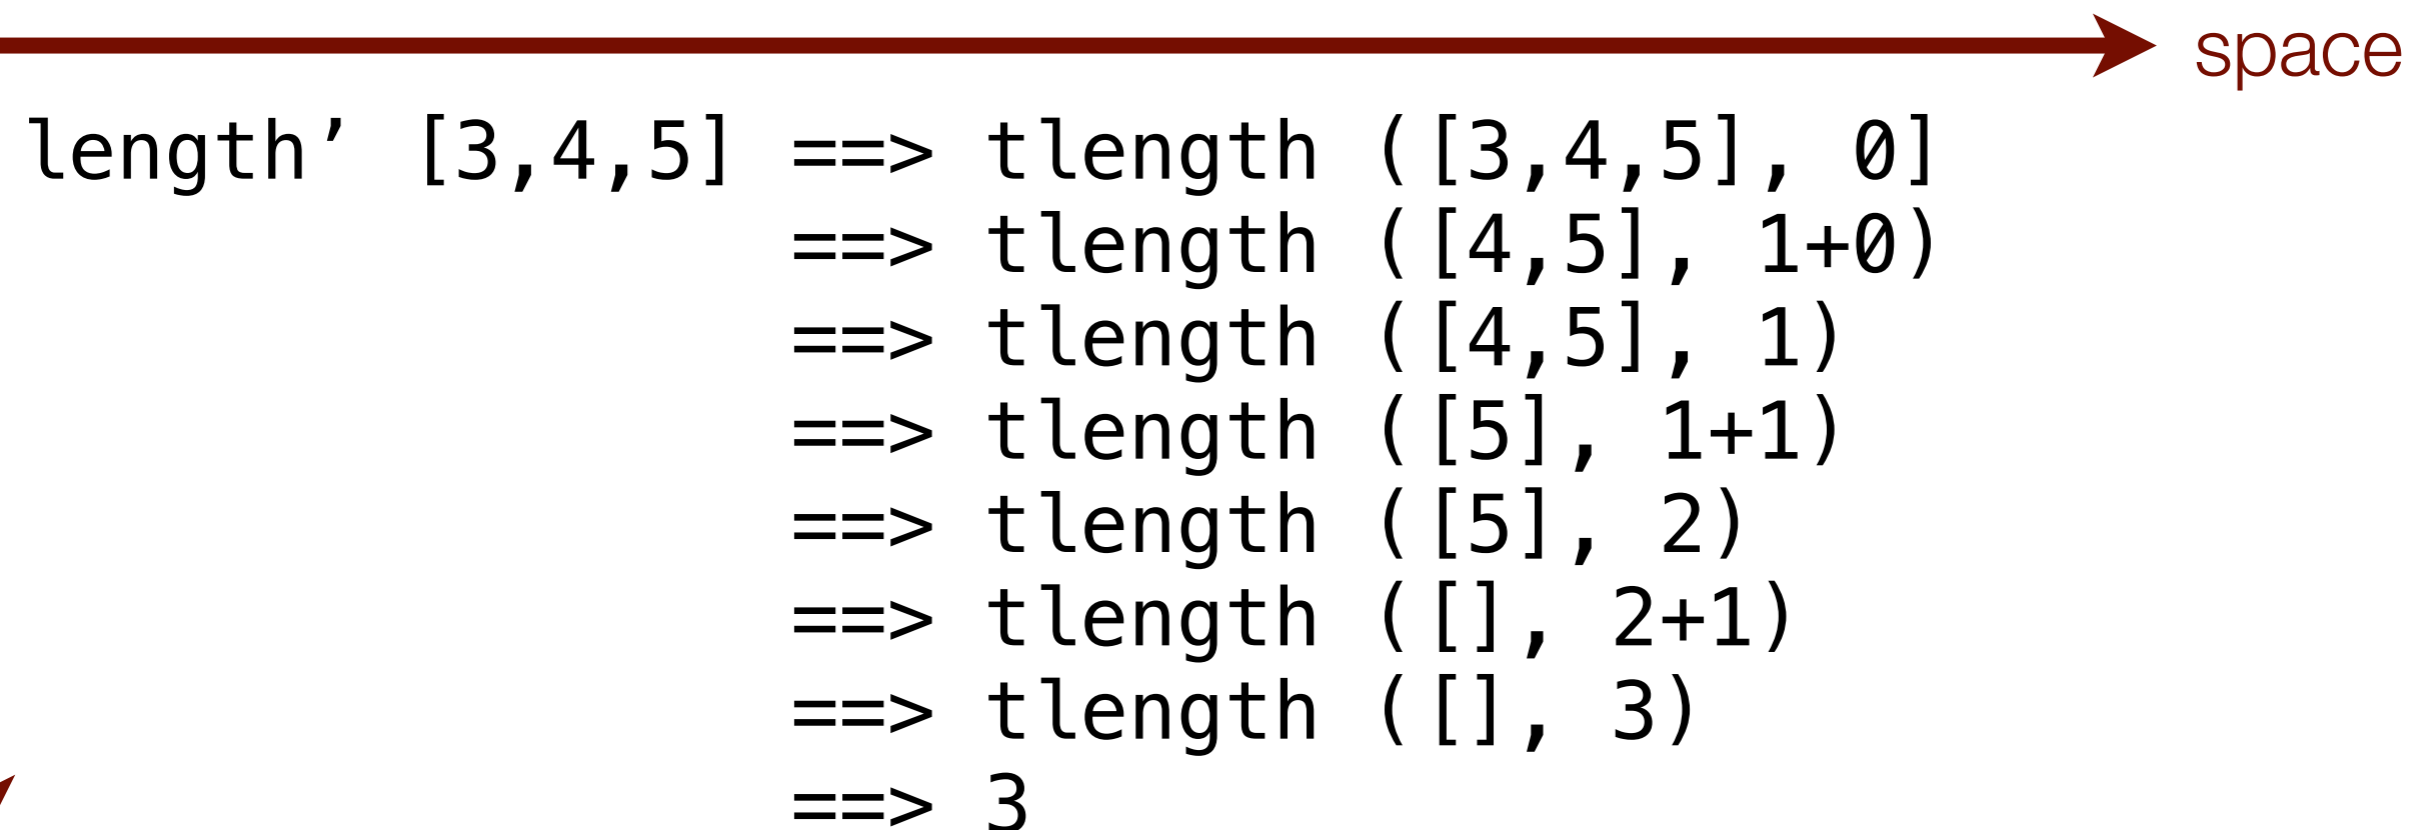 space
length’ [3,4,5] ==> tlength ([3,4,5], 0]
==> tlength ([4,5], 1+0)
==> tlength ([4,5], 1)
==> tlength ([5], 1+1)
==> tlength ([5], 2)
==> tlength ([], 2+1)
==> tlength ([], 3)
==> 3